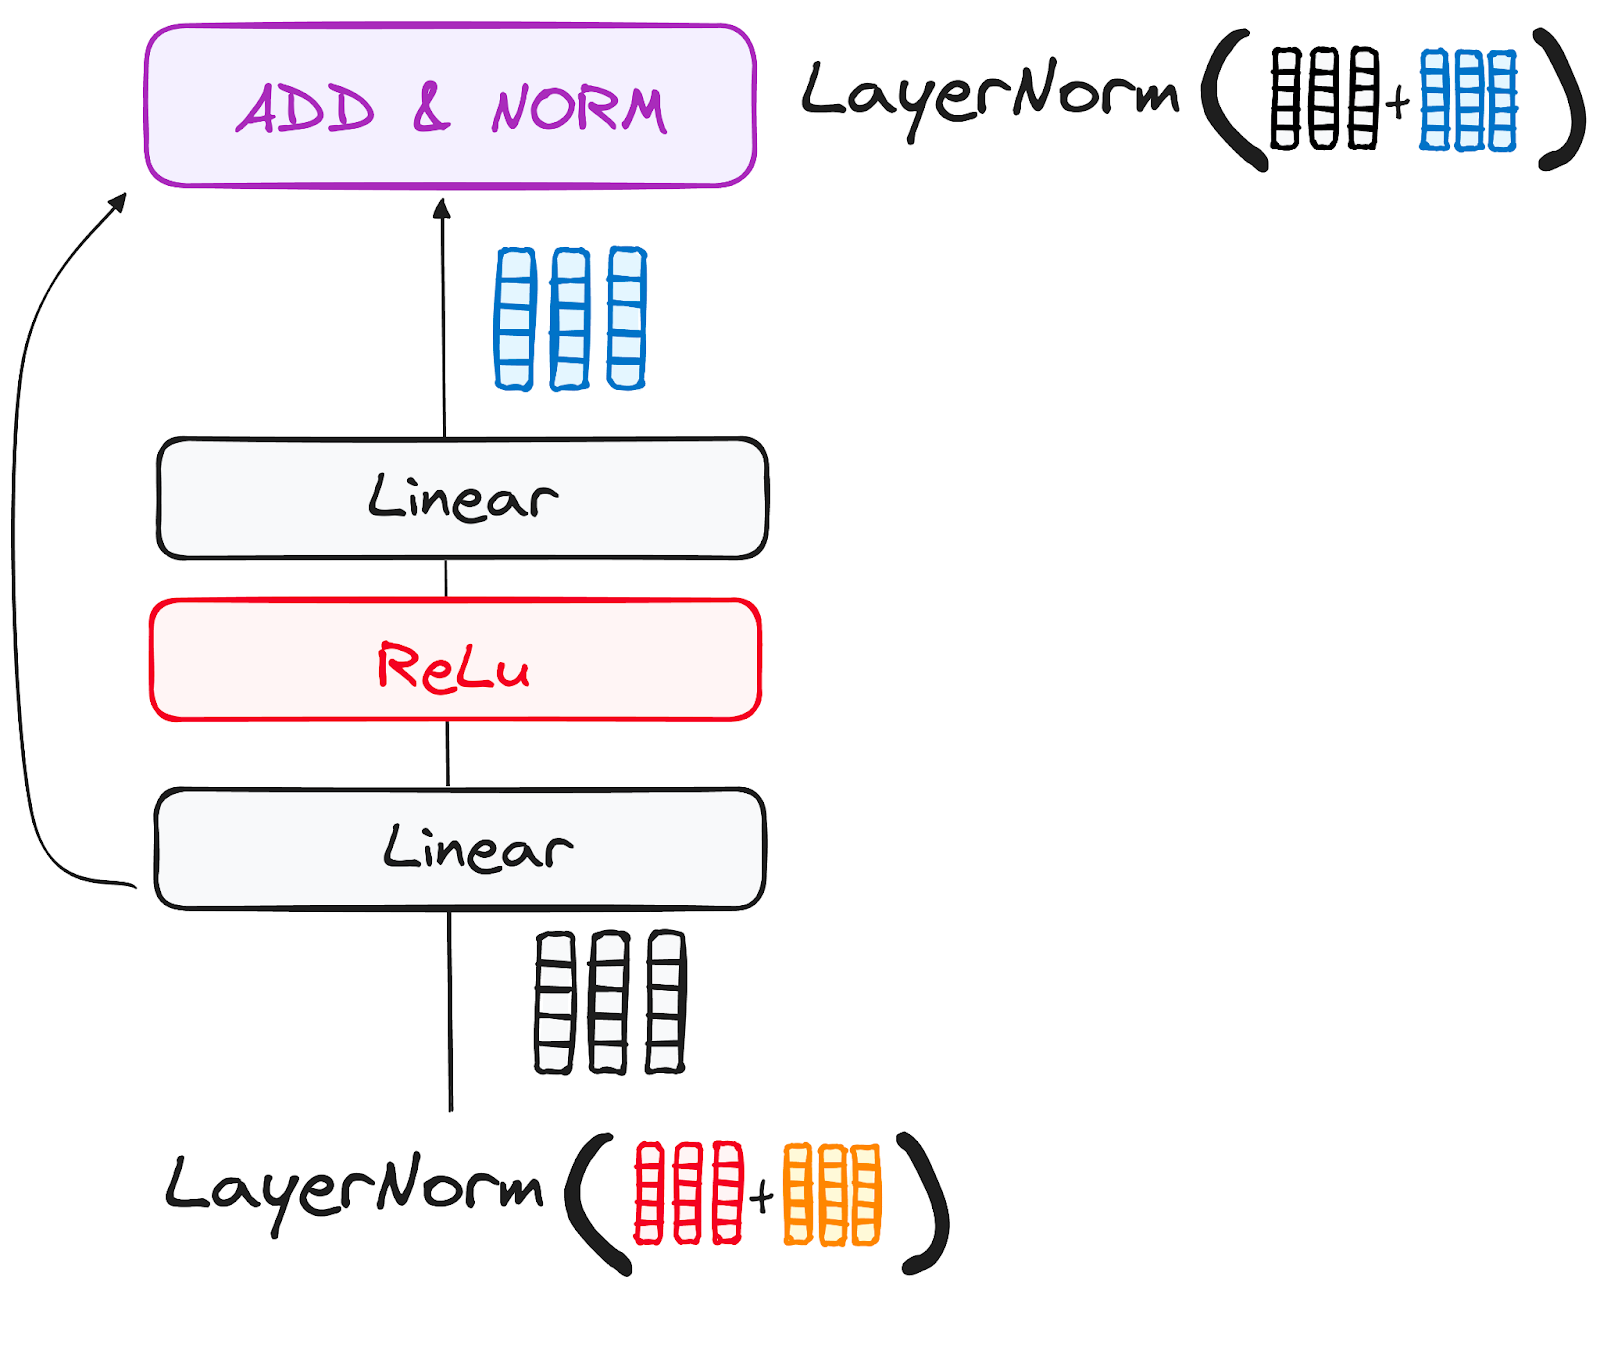 ADD & NORM
LayerNorm ( + )
Linear
ReLu
Linear
LayerNorm ( + )